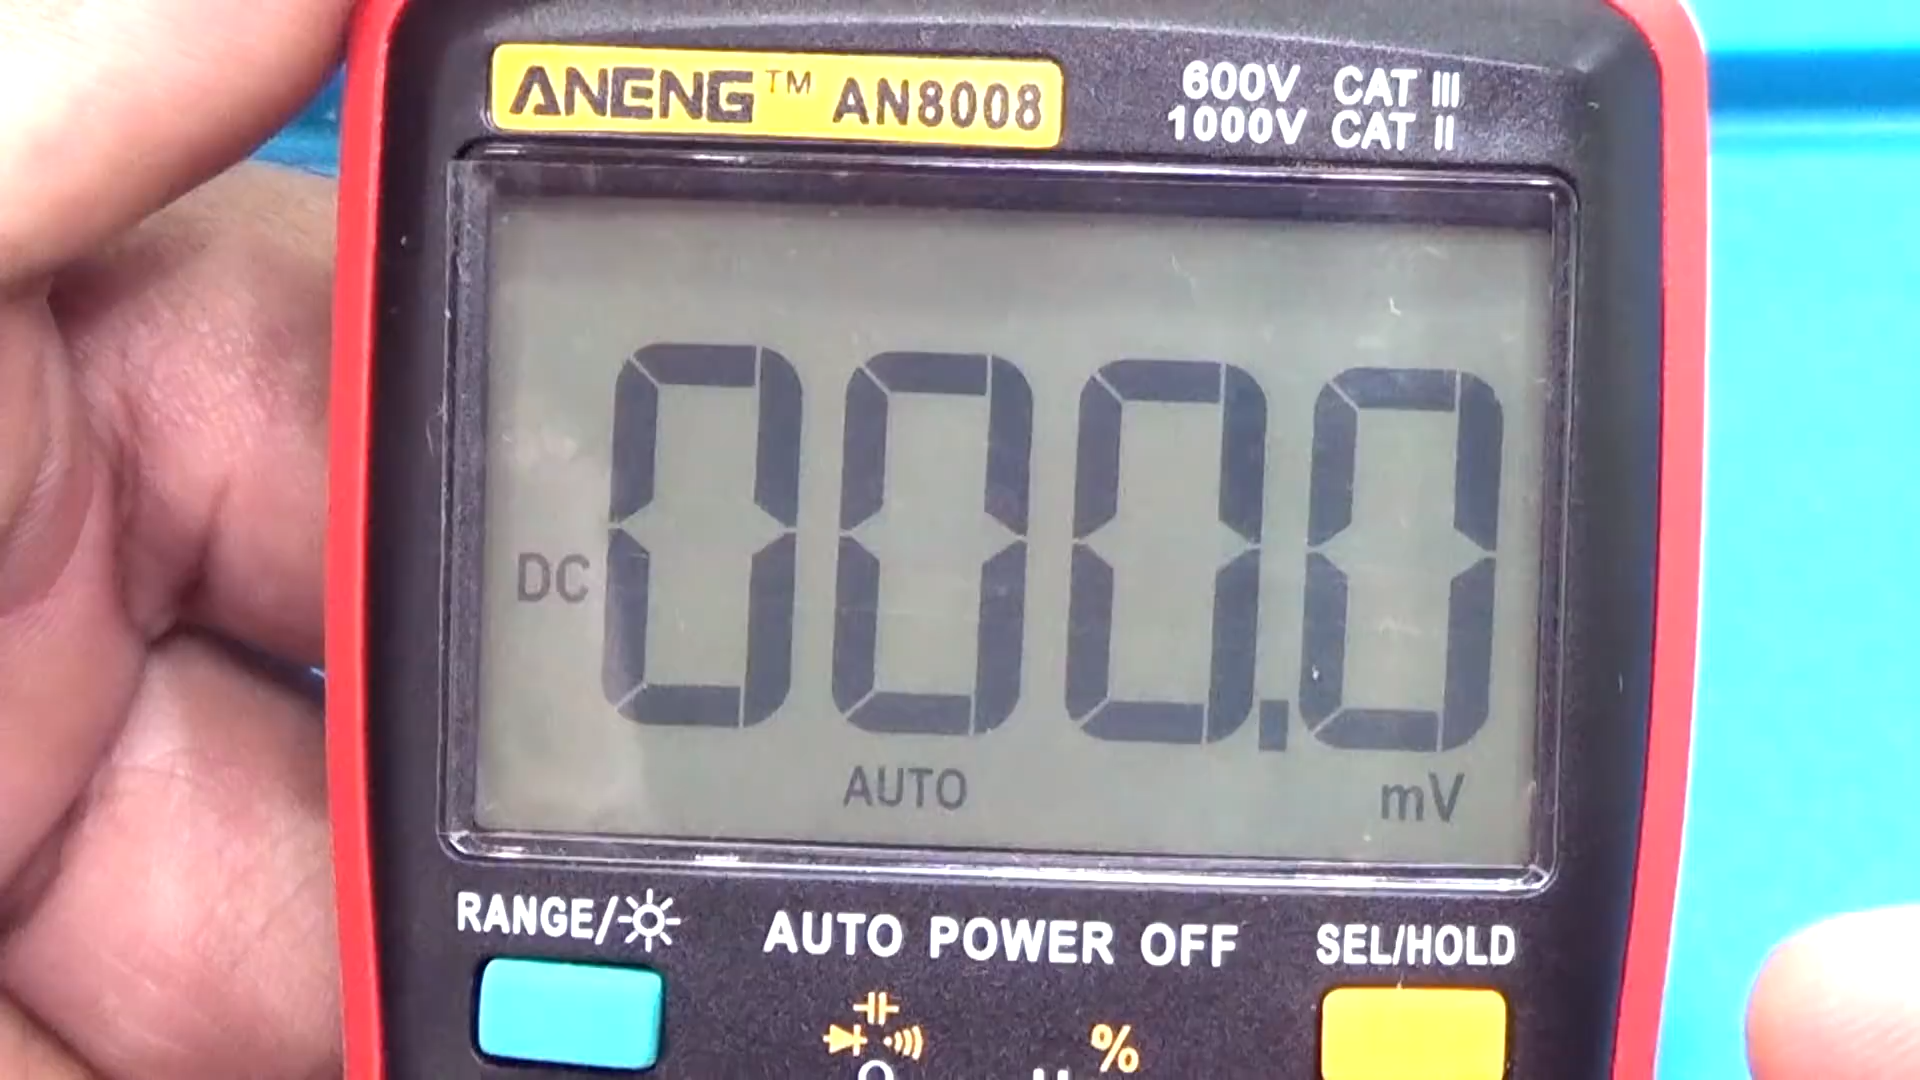 ANENG™ AN8008
600V CAT III
1000V CAT II
DC 000.0
AUTO mV
RANGE/
AUTO POWER OFF
SEL/HOLD
%